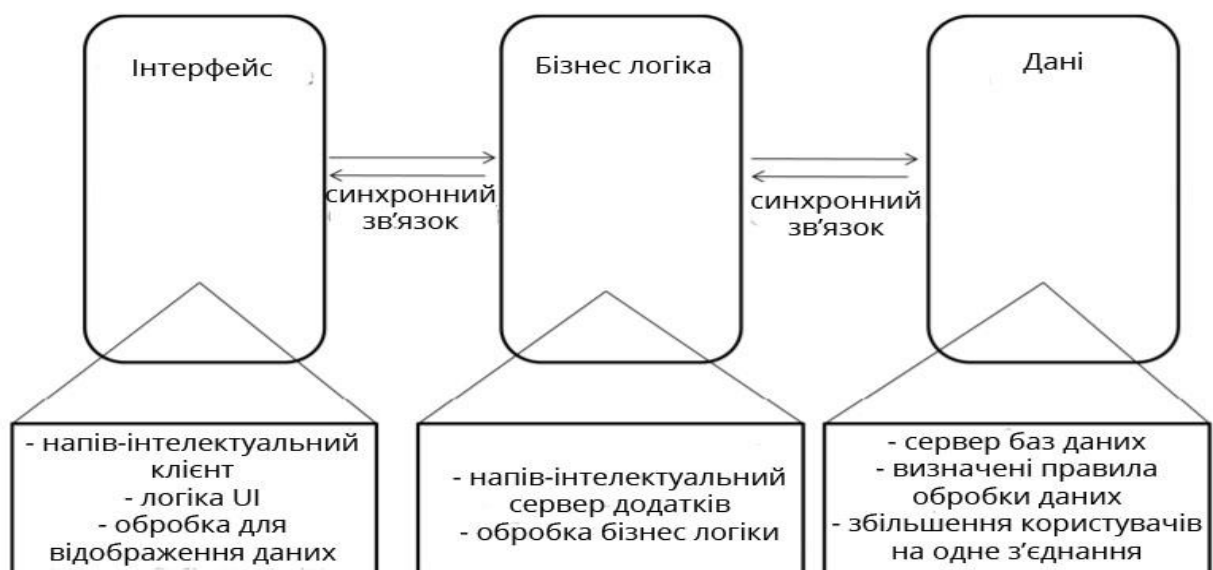 Інтерфейс
Бізнес логіка
Дані
синхронний
зв’язок
синхронний
зв’язок
- напів-інтелектуальний
клієнт
- логіка UI
- обробка для
відображення даних
- напів-інтелектуальний
сервер додатків
- обробка бізнес логіки
- сервер баз даних
- визначені правила
обробки даних
- збільшення користувачів
на одне з’єднання